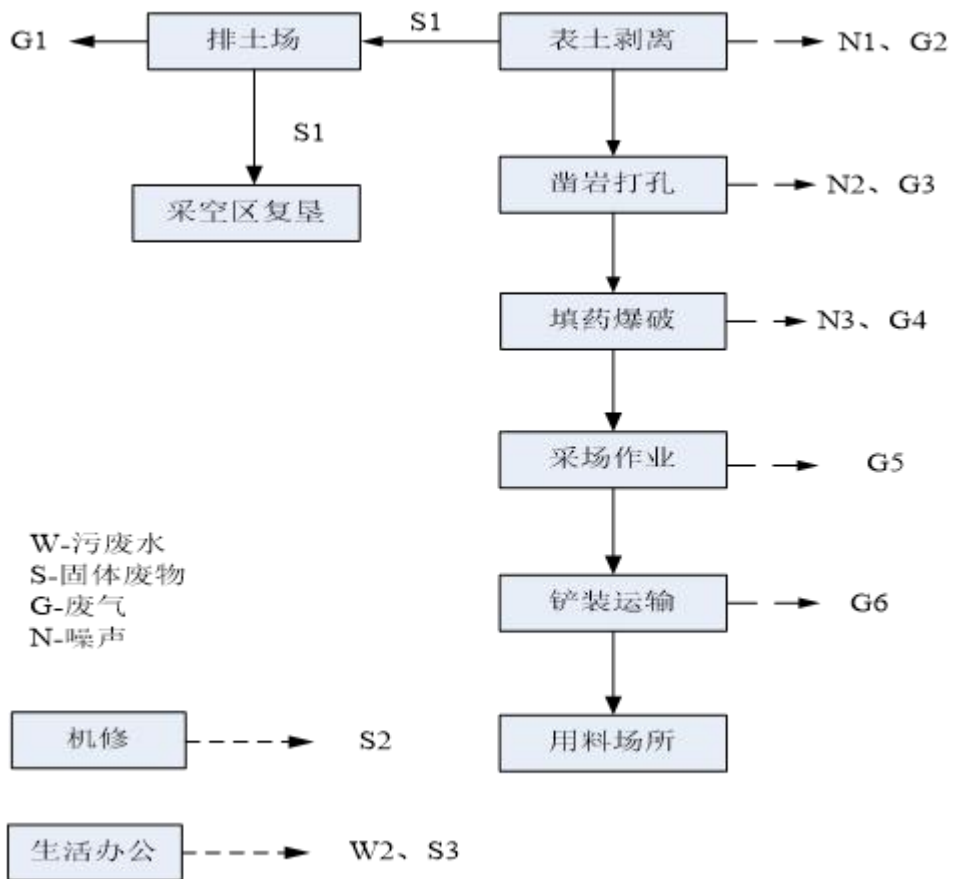 G1
排土场
S1
表土剥离
N1、G2
S1
凿岩打孔
N2、G3
采空区复垦
填药爆破
N3、G4
采场作业
G5
W-污废水
S-固体废物
G-废气
N-噪声
铲装运输
G6
机修
S2
用料场所
生活办公
W2、S3